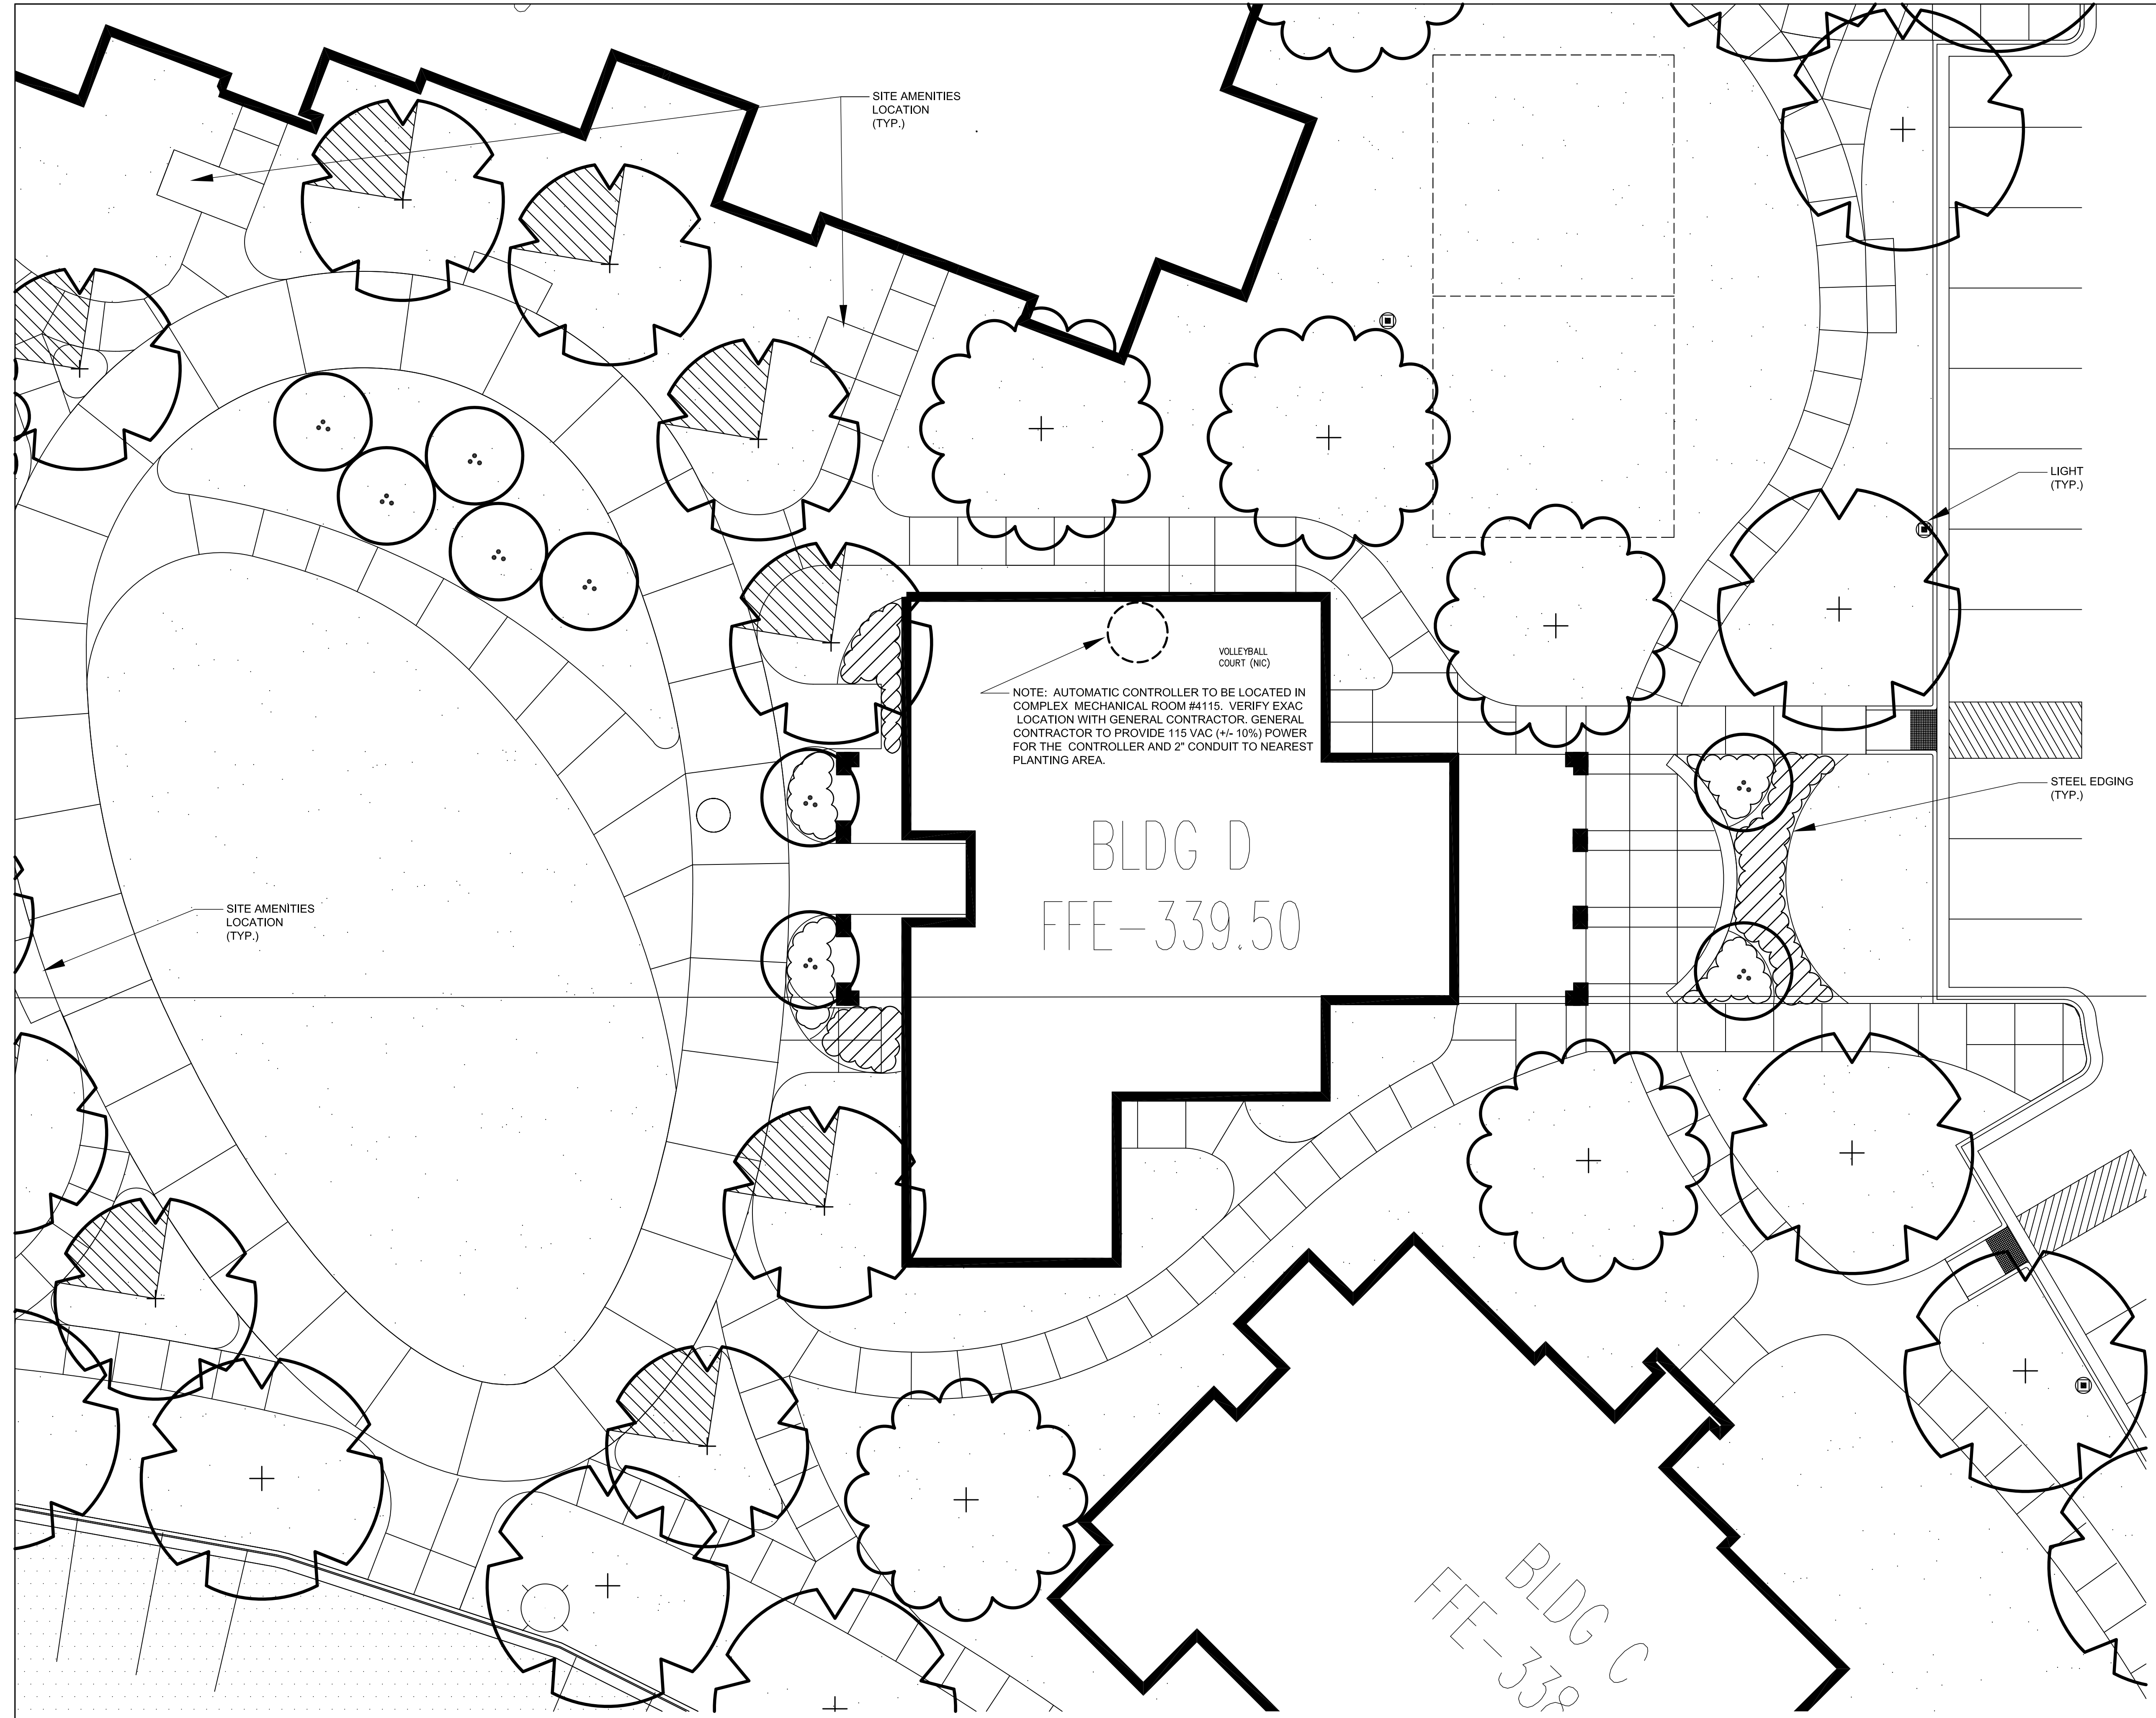 SITE AMENITIES
LOCATION
(TYP.)
LIGHT
(TYP.)
VOLLEYBALL
COURT (NIC)
NOTE: AUTOMATIC CONTROLLER TO BE LOCATED IN
COMPLEX MECHANICAL ROOM #4115. VERIFY EXAC
LOCATION WITH GENERAL CONTRACTOR. GENERAL
CONTRACTOR TO PROVIDE 115 VAC (+/- 10%) POWER
FOR THE CONTROLLER AND 2" CONDUIT TO NEAREST
PLANTING AREA.
STEEL EDGING
(TYP.)
BLDG D
FFE-339.50
SITE AMENITIES
LOCATION
(TYP.)
BLDG C
FFE-338